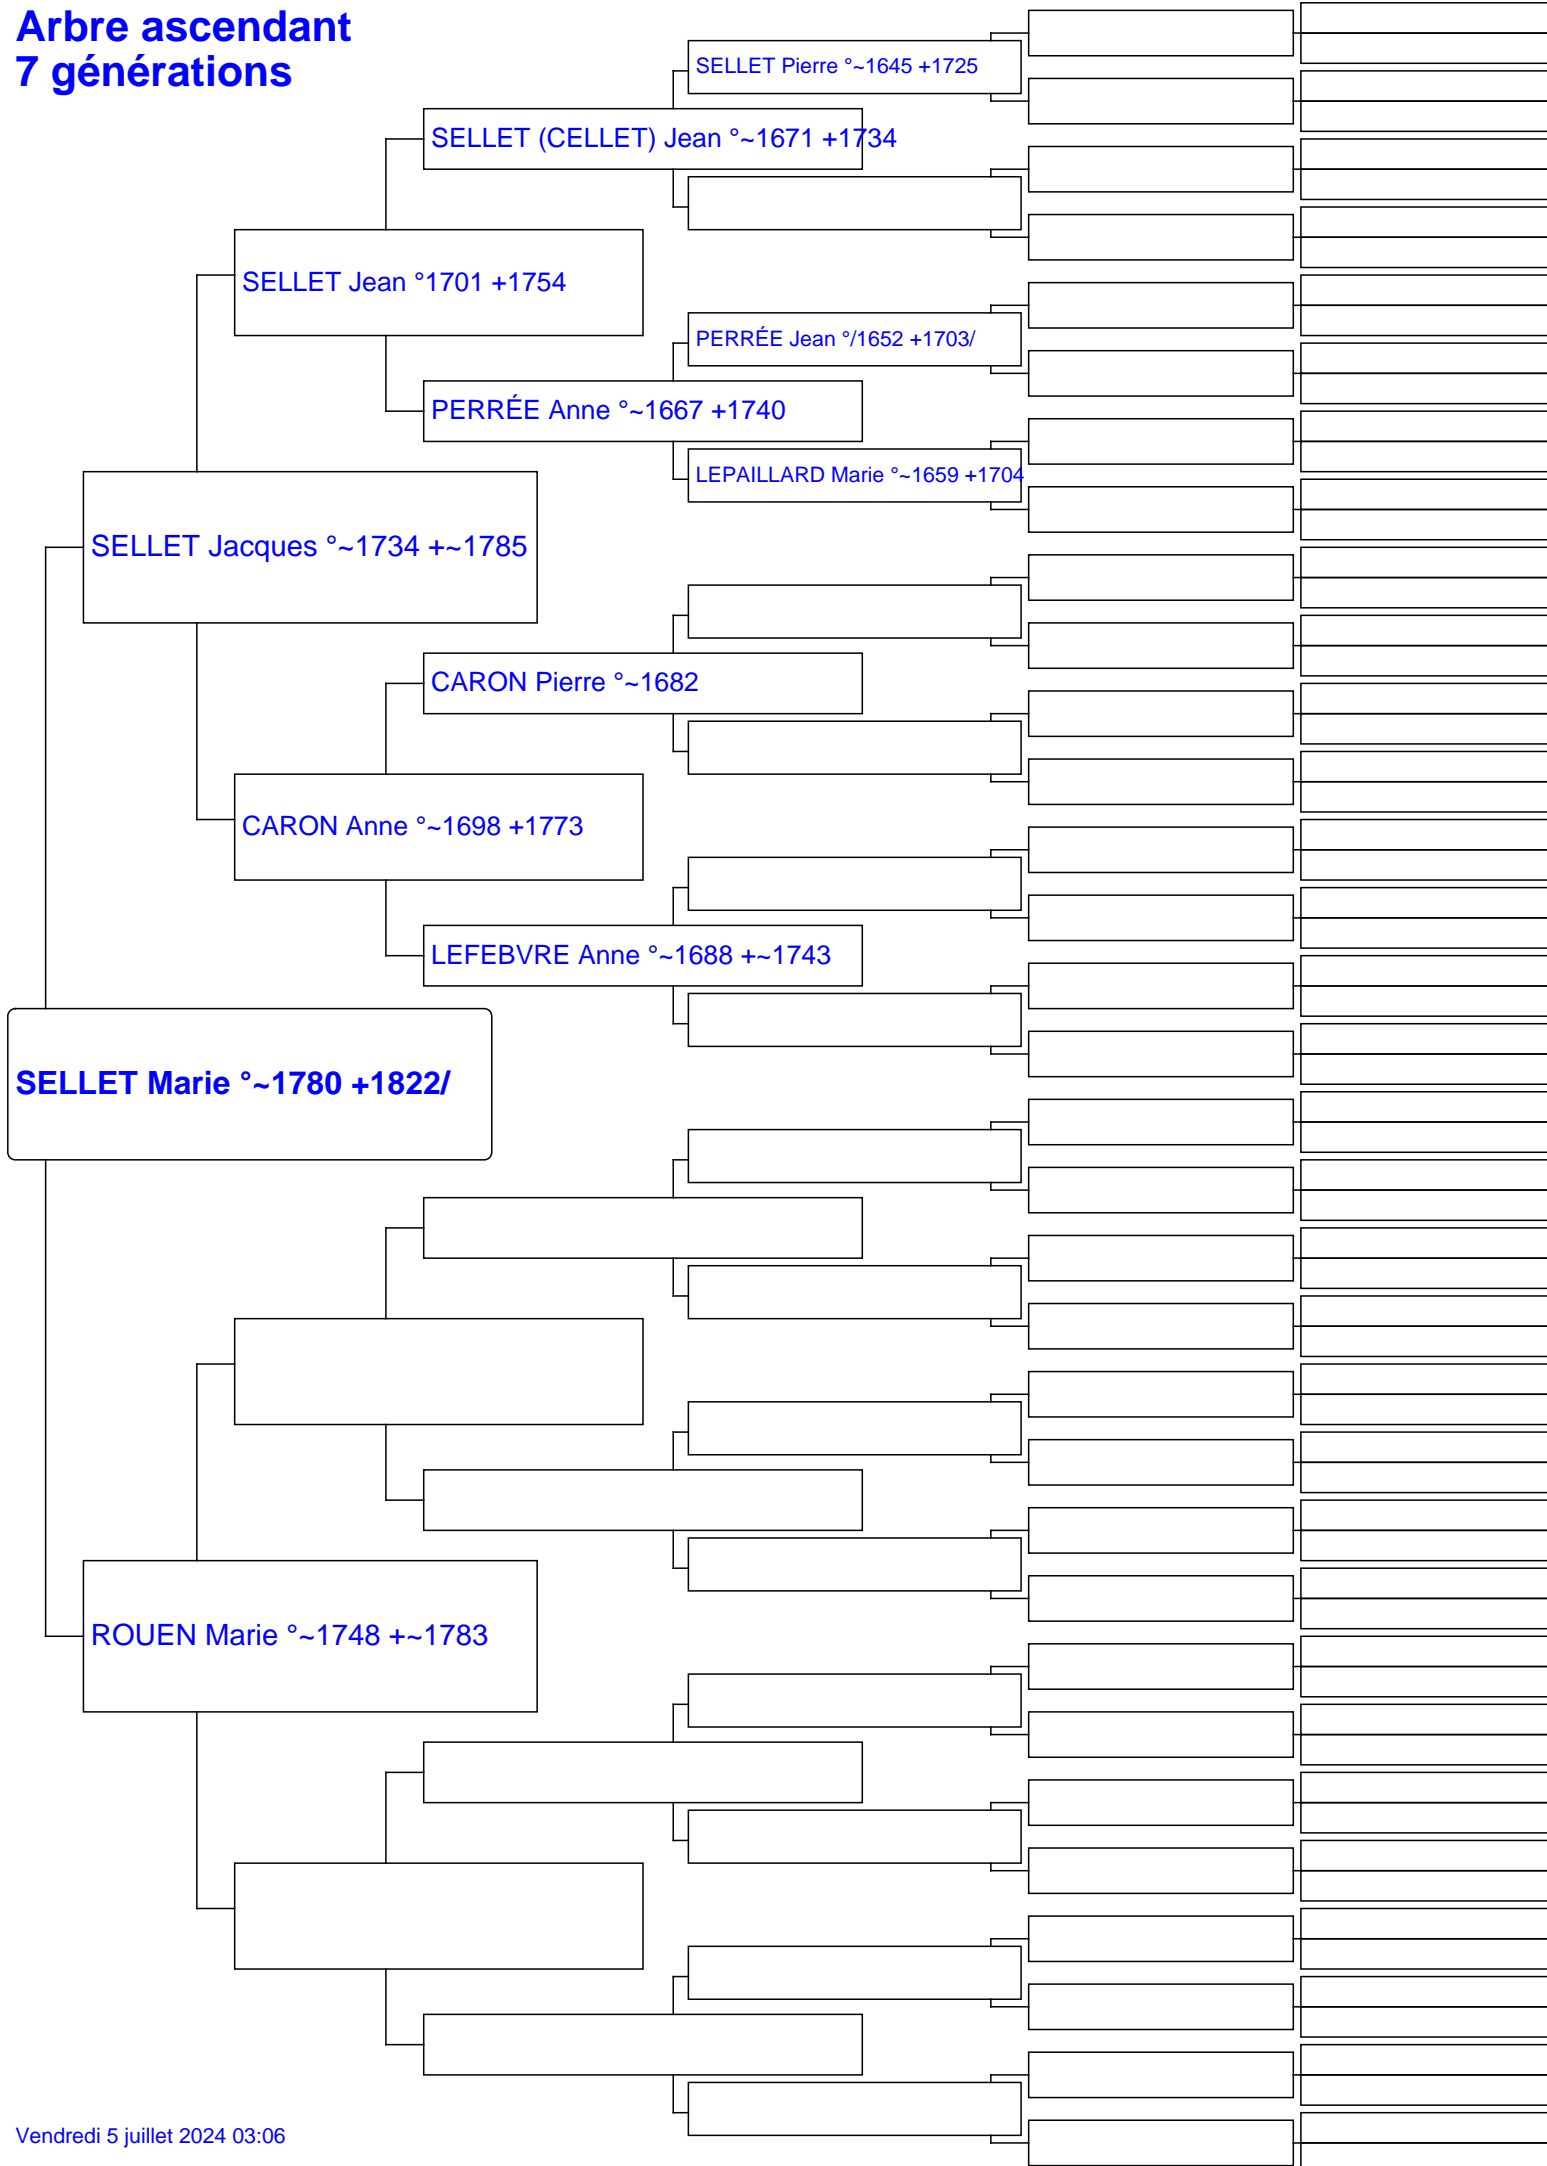 Arbre ascendant
7 générations
SELLET Pierre °~1645 +1725
SELLET (CELLET) Jean °~1671 +1734
SELLET Jean °1701 +1754
PERRÉE Jean °/1652 +1703/
PERRÉE Anne °~1667 +1740
LEPAILLARD Marie °~1659 +1704
SELLET Jacques °~1734 +~1785
CARON Pierre °~1682
CARON Anne °~1698 +1773
LEFEBVRE Anne °~1688 +~1743
SELLET Marie °~1780 +1822/
ROUEN Marie °~1748 +~1783
Vendredi 5 juillet 2024 03:06